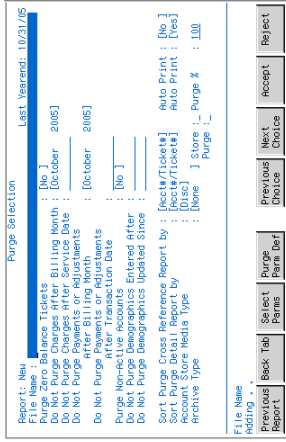 Purge Selection
Report: New Last Yearend: 10/31/05
File Name :
Purge Zero-Balance Tickets : [No ]
Do Not Purge Charges After Billing Month : [October 2005]
Do Not Purge Charges After Service Date :
Do Not Purge Payments or Adjustments
After Billing Month : [October 2005]
Do Not Purge Payments or Adjustments
After Transaction Date :
Purge Non-Active Accounts : [No ]
Do Not Purge Demographics Entered After :
Do Not Purge Demographics Updated Since :
Sort Purge Cross Reference Report by : [Acct#/Ticket#] Auto Print : [No ]
Sort Purge Detail Report by : [Acct#/Ticket#] Auto Print : [Yes]
Account Store Media Type : [Disc]
Archive Type : [None ] Store :_ Purge % : 100
Purge :_
File Name
Adding . .
Previous Report
Back Tab
Select Parms
Purge Parm Def
Previous Choice
Next Choice
Accept
Reject